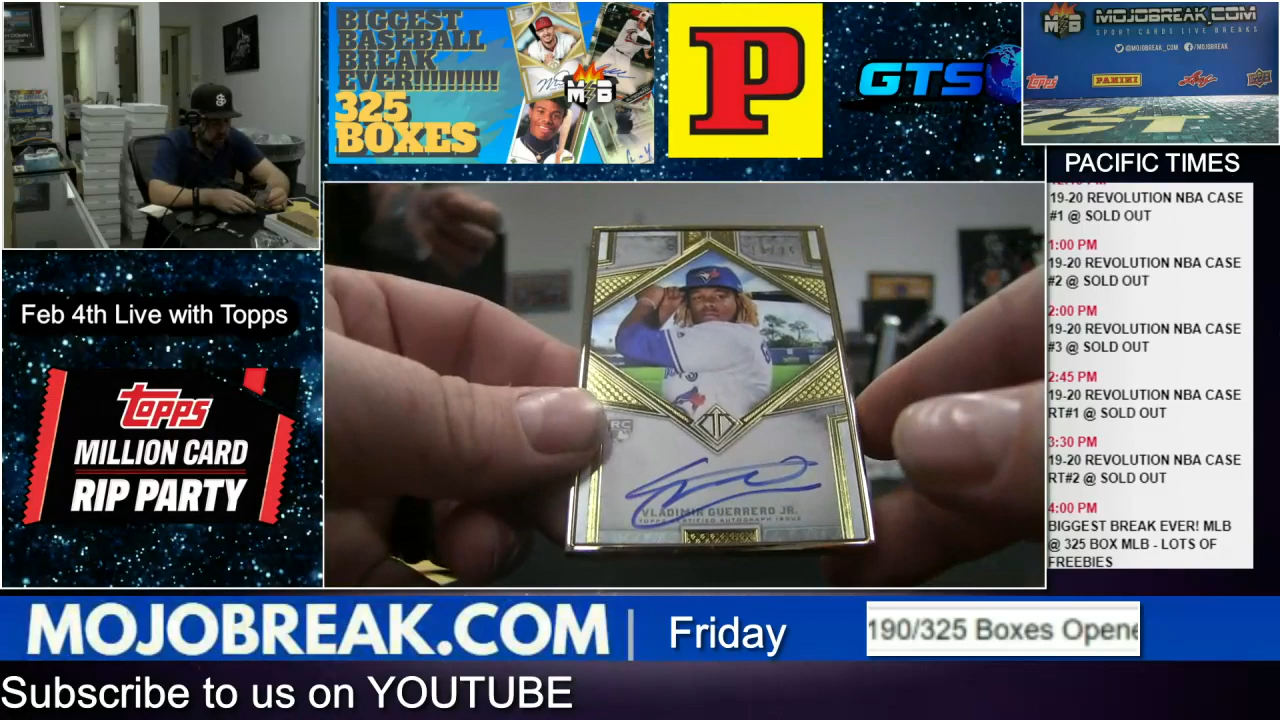 BIGGEST
BASEBALL
BREAK
EVER!!!!!!!!!!!
325
BOXES
MB
P
GTS
MB MOJOBREAK.COM
SPORT CARDS LIVE BREAKS
@MOJOBREAK_COM /MOJOBREAK
Topps
PANINI
Leaf
PACIFIC TIMES
19-20 REVOLUTION NBA CASE
#1 @ SOLD OUT
1:00 PM
19-20 REVOLUTION NBA CASE
#2 @ SOLD OUT
2:00 PM
19-20 REVOLUTION NBA CASE
#3 @ SOLD OUT
2:45 PM
19-20 REVOLUTION NBA CASE
RT#1 @ SOLD OUT
3:30 PM
19-20 REVOLUTION NBA CASE
RT#2 @ SOLD OUT
4:00 PM
BIGGEST BREAK EVER! MLB
@ 325 BOX MLB - LOTS OF
FREEBIES
Feb 4th Live with Topps
Topps
MILLION CARD
RIP PARTY
RC
VLADIMIR GUERRERO JR.
TOPPS CERTIFIED AUTOGRAPH ISSUE
MOJOBREAK.COM
Friday
190/325 Boxes Opene
Subscribe to us on YOUTUBE